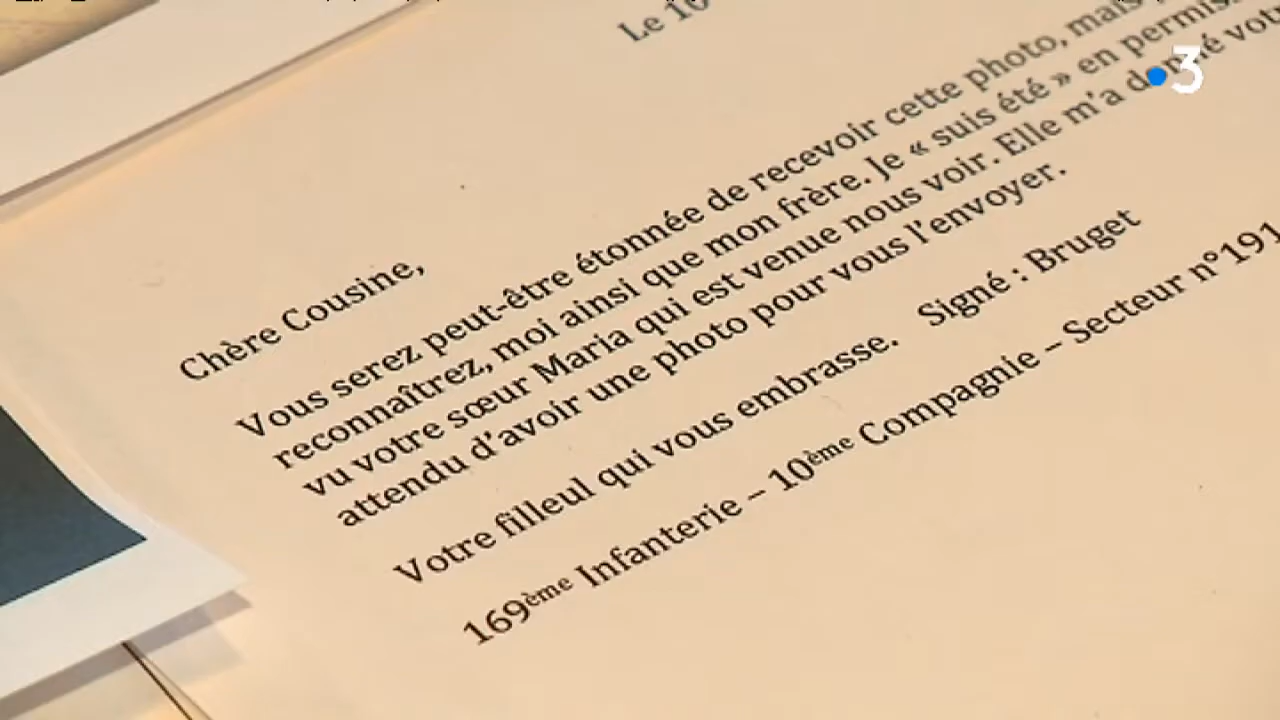 Le 10
Chère Cousine,
Vous serez peut-être étonnée de recevoir cette photo, mais
reconnaîtrez, moi ainsi que mon frère. Je « suis été » en permis
vu votre sœur Maria qui est venue nous voir. Elle m'a donné vot
attendu d'avoir une photo pour vous l'envoyer.
Votre filleul qui vous embrasse. Signé : Bruget
169ème Infanterie – 10ème Compagnie – Secteur n°191
3